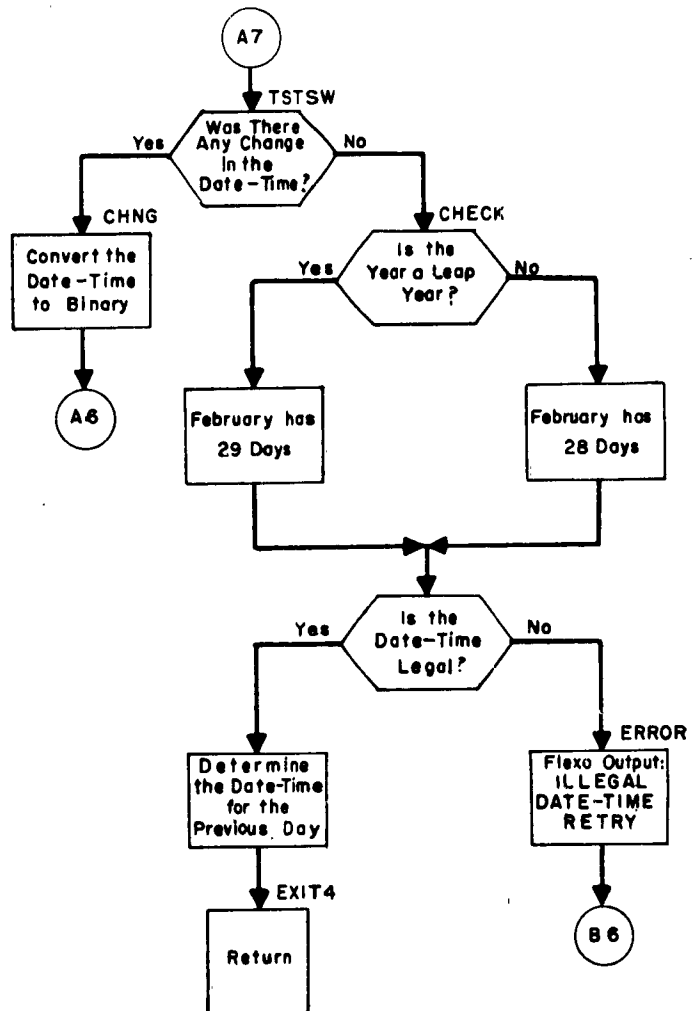 A7
TSTSW
Was There
Any Change
In the
Date-Time?
Yes
No
CHNG
Convert the
Date-Time
to Binary
A6
CHECK
Is the
Year a Leap
Year?
Yes
No
February has
29 Days
February has
28 Days
Is the
Date-Time
Legal?
Yes
No
Determine
the Date-Time
for the
Previous Day
ERROR
Flexo Output:
ILLEGAL
DATE-TIME
RETRY
EXIT4
Return
B6